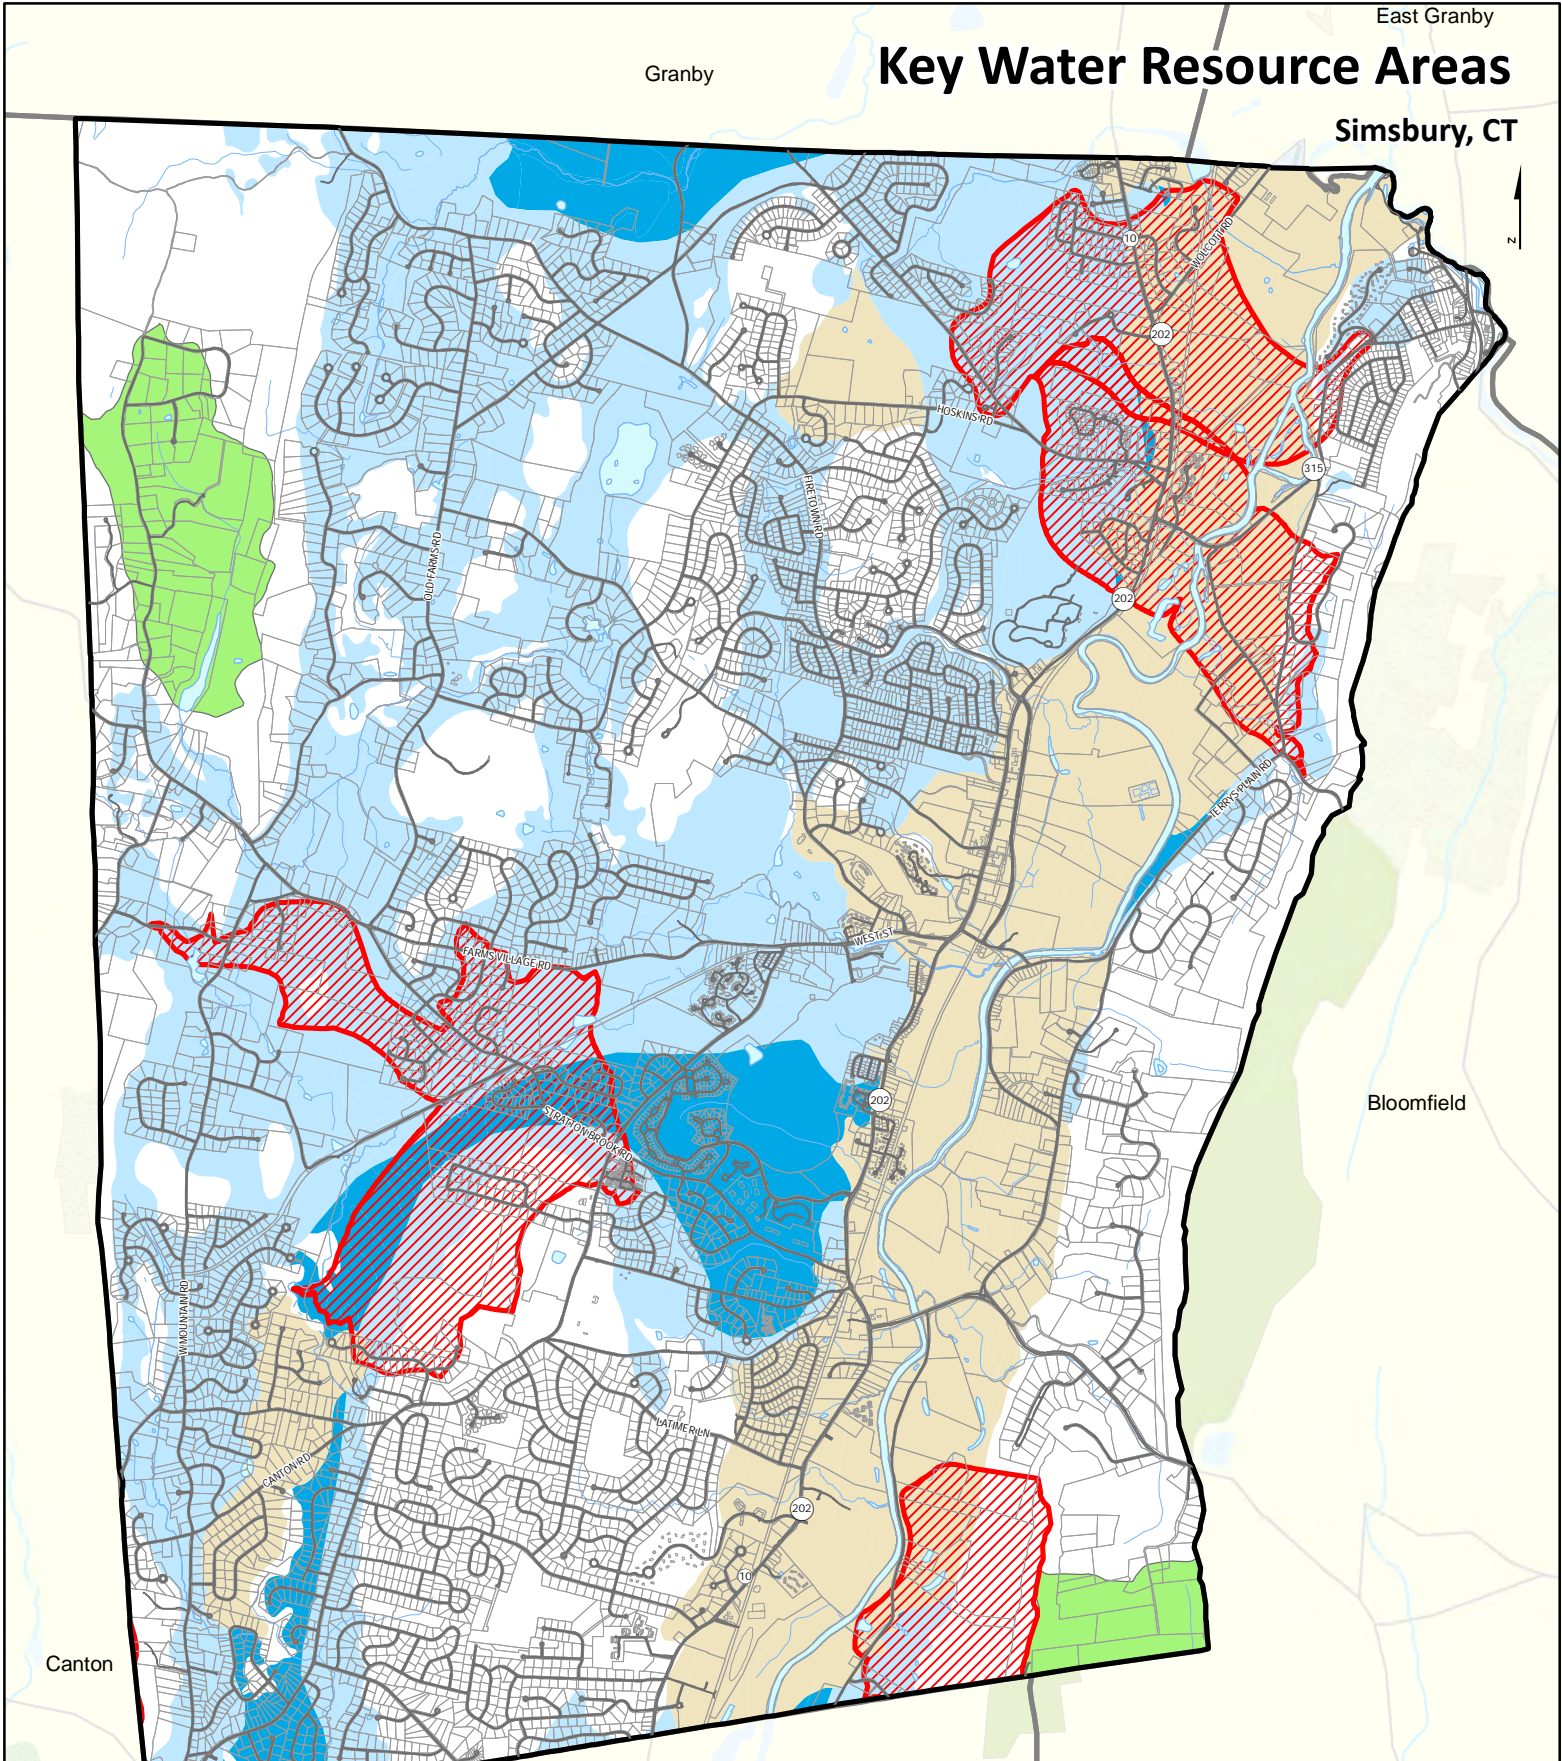 East Granby
Key Water Resource Areas
Granby
Simsbury, CT
N
10
WOLCOTT RD
202
HOSKINS RD
315
FIRETOWN RD
OLD FARMS RD
202
TERRYS PLAIN RD
WEST ST
FARMS VILLAGE RD
202
Bloomfield
STRATTON BROOK RD
W MOUNTAIN RD
LATIMER LN
CANTON RD
202
10
Canton